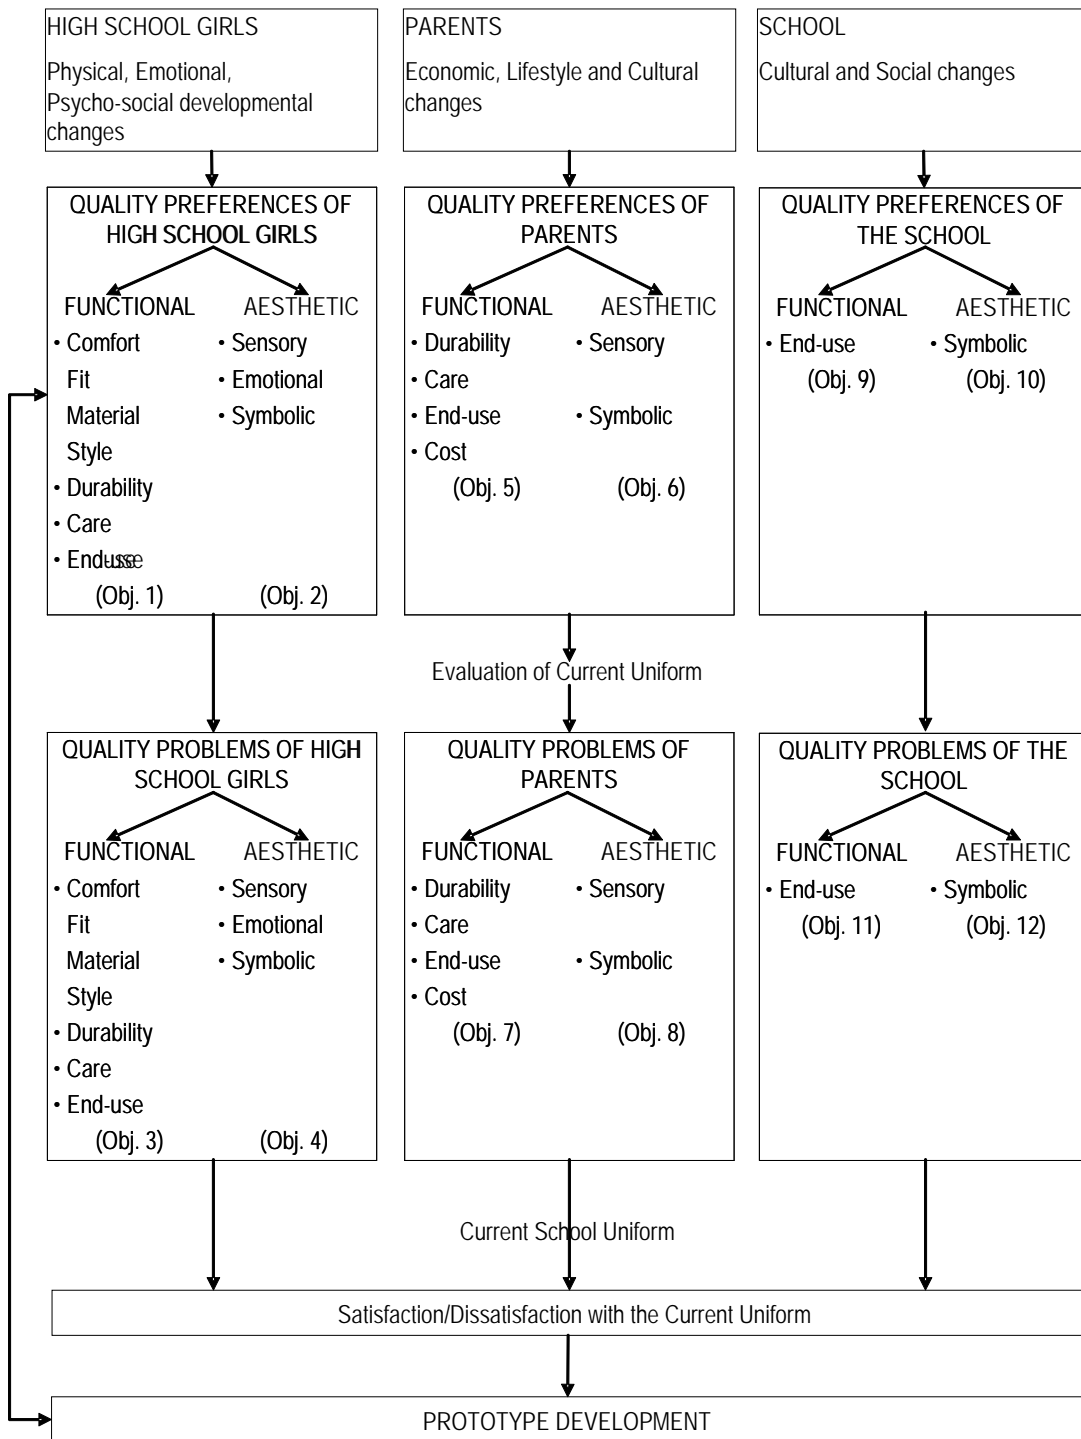 HIGH SCHOOL GIRLS
Physical, Emotional,
Psycho-social developmental
changes
PARENTS
Economic, Lifestyle and Cultural
changes
SCHOOL
Cultural and Social changes
QUALITY PREFERENCES OF
HIGH SCHOOL GIRLS
FUNCTIONAL
• Comfort
Fit
Material
Style
• Durability
• Care
• End-use
(Obj. 1)
AESTHETIC
• Sensory
• Emotional
• Symbolic
(Obj. 2)
QUALITY PREFERENCES OF
PARENTS
FUNCTIONAL
• Durability
• Care
• End-use
• Cost
(Obj. 5)
AESTHETIC
• Sensory
• Symbolic
(Obj. 6)
QUALITY PREFERENCES OF
THE SCHOOL
FUNCTIONAL
• End-use
(Obj. 9)
AESTHETIC
• Symbolic
(Obj. 10)
Evaluation of Current Uniform
QUALITY PROBLEMS OF HIGH
SCHOOL GIRLS
FUNCTIONAL
• Comfort
Fit
Material
Style
• Durability
• Care
• End-use
(Obj. 3)
AESTHETIC
• Sensory
• Emotional
• Symbolic
(Obj. 4)
QUALITY PROBLEMS OF
PARENTS
FUNCTIONAL
• Durability
• Care
• End-use
• Cost
(Obj. 7)
AESTHETIC
• Sensory
• Symbolic
(Obj. 8)
QUALITY PROBLEMS OF THE
SCHOOL
FUNCTIONAL
• End-use
(Obj. 11)
AESTHETIC
• Symbolic
(Obj. 12)
Current School Uniform
Satisfaction/Dissatisfaction with the Current Uniform
PROTOTYPE DEVELOPMENT